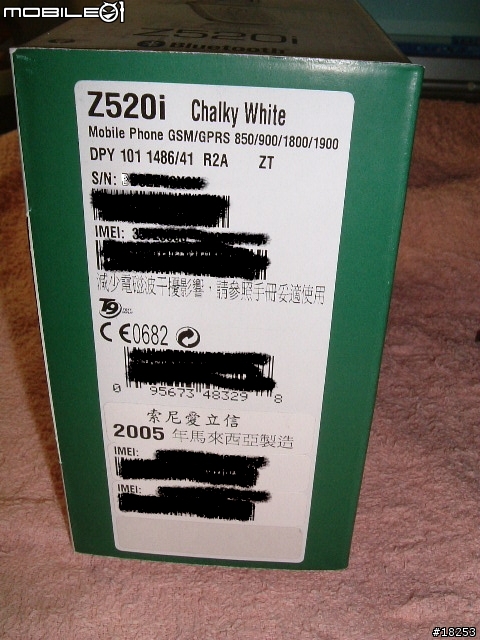 MOBILE01
Z520i
Bluetooth
Z520i Chalky White
Mobile Phone GSM/GPRS 850/900/1800/1900
DPY 101 1486/41 R2A ZT
S/N:
IMEI: 3
減少電磁波干擾影響，請參照手冊妥適使用
T9
CE0682
0 95673 48329 8
索尼愛立信
2005 年馬來西亞製造
IMEI:
IMEI:
#18253